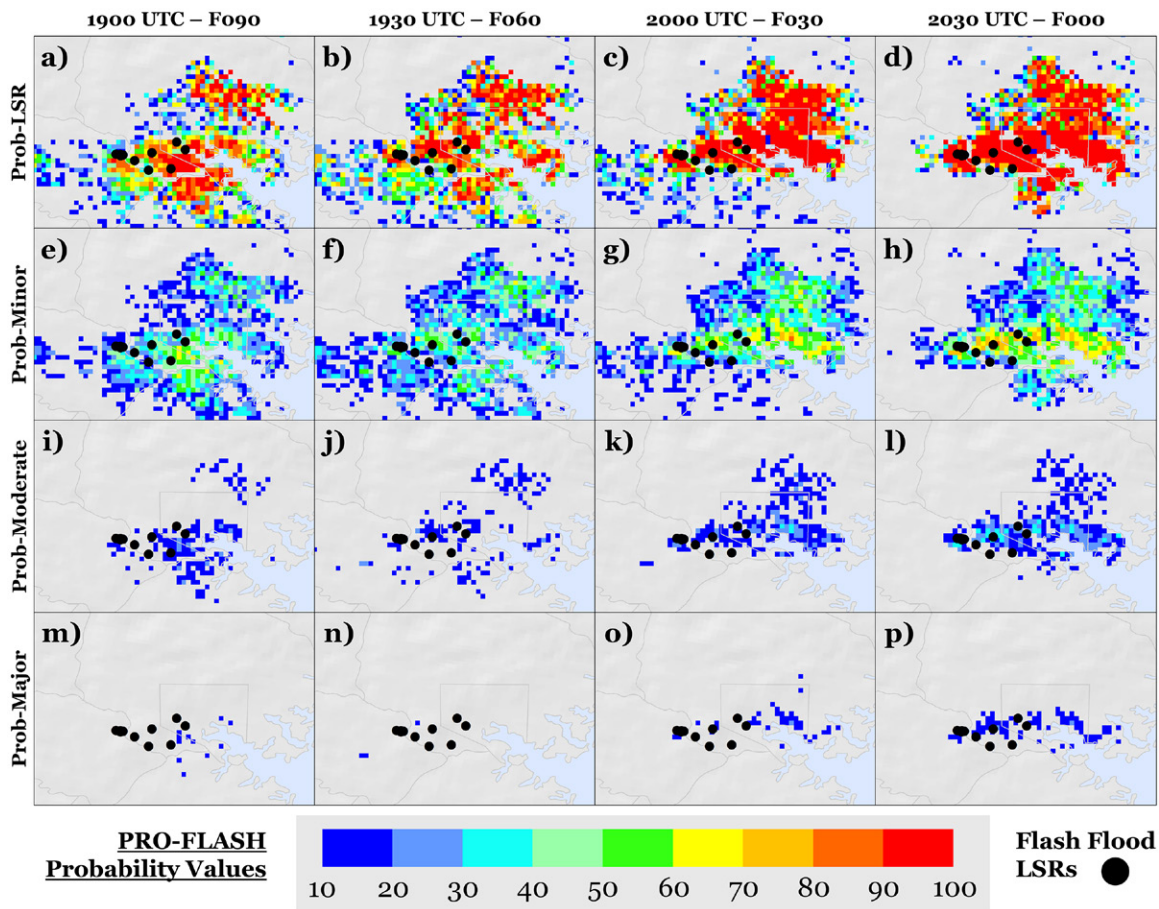 1900 UTC – F090 1930 UTC – F060 2000 UTC – F030 2030 UTC – F000
Prob-LSR
a) b) c) d)
Prob-Minor
e) f) g) h)
Prob-Moderate
i) j) k) l)
Prob-Major
m) n) o) p)
PRO-FLASH
Probability Values
10 20 30 40 50 60 70 80 90 100
Flash Flood
LSRs